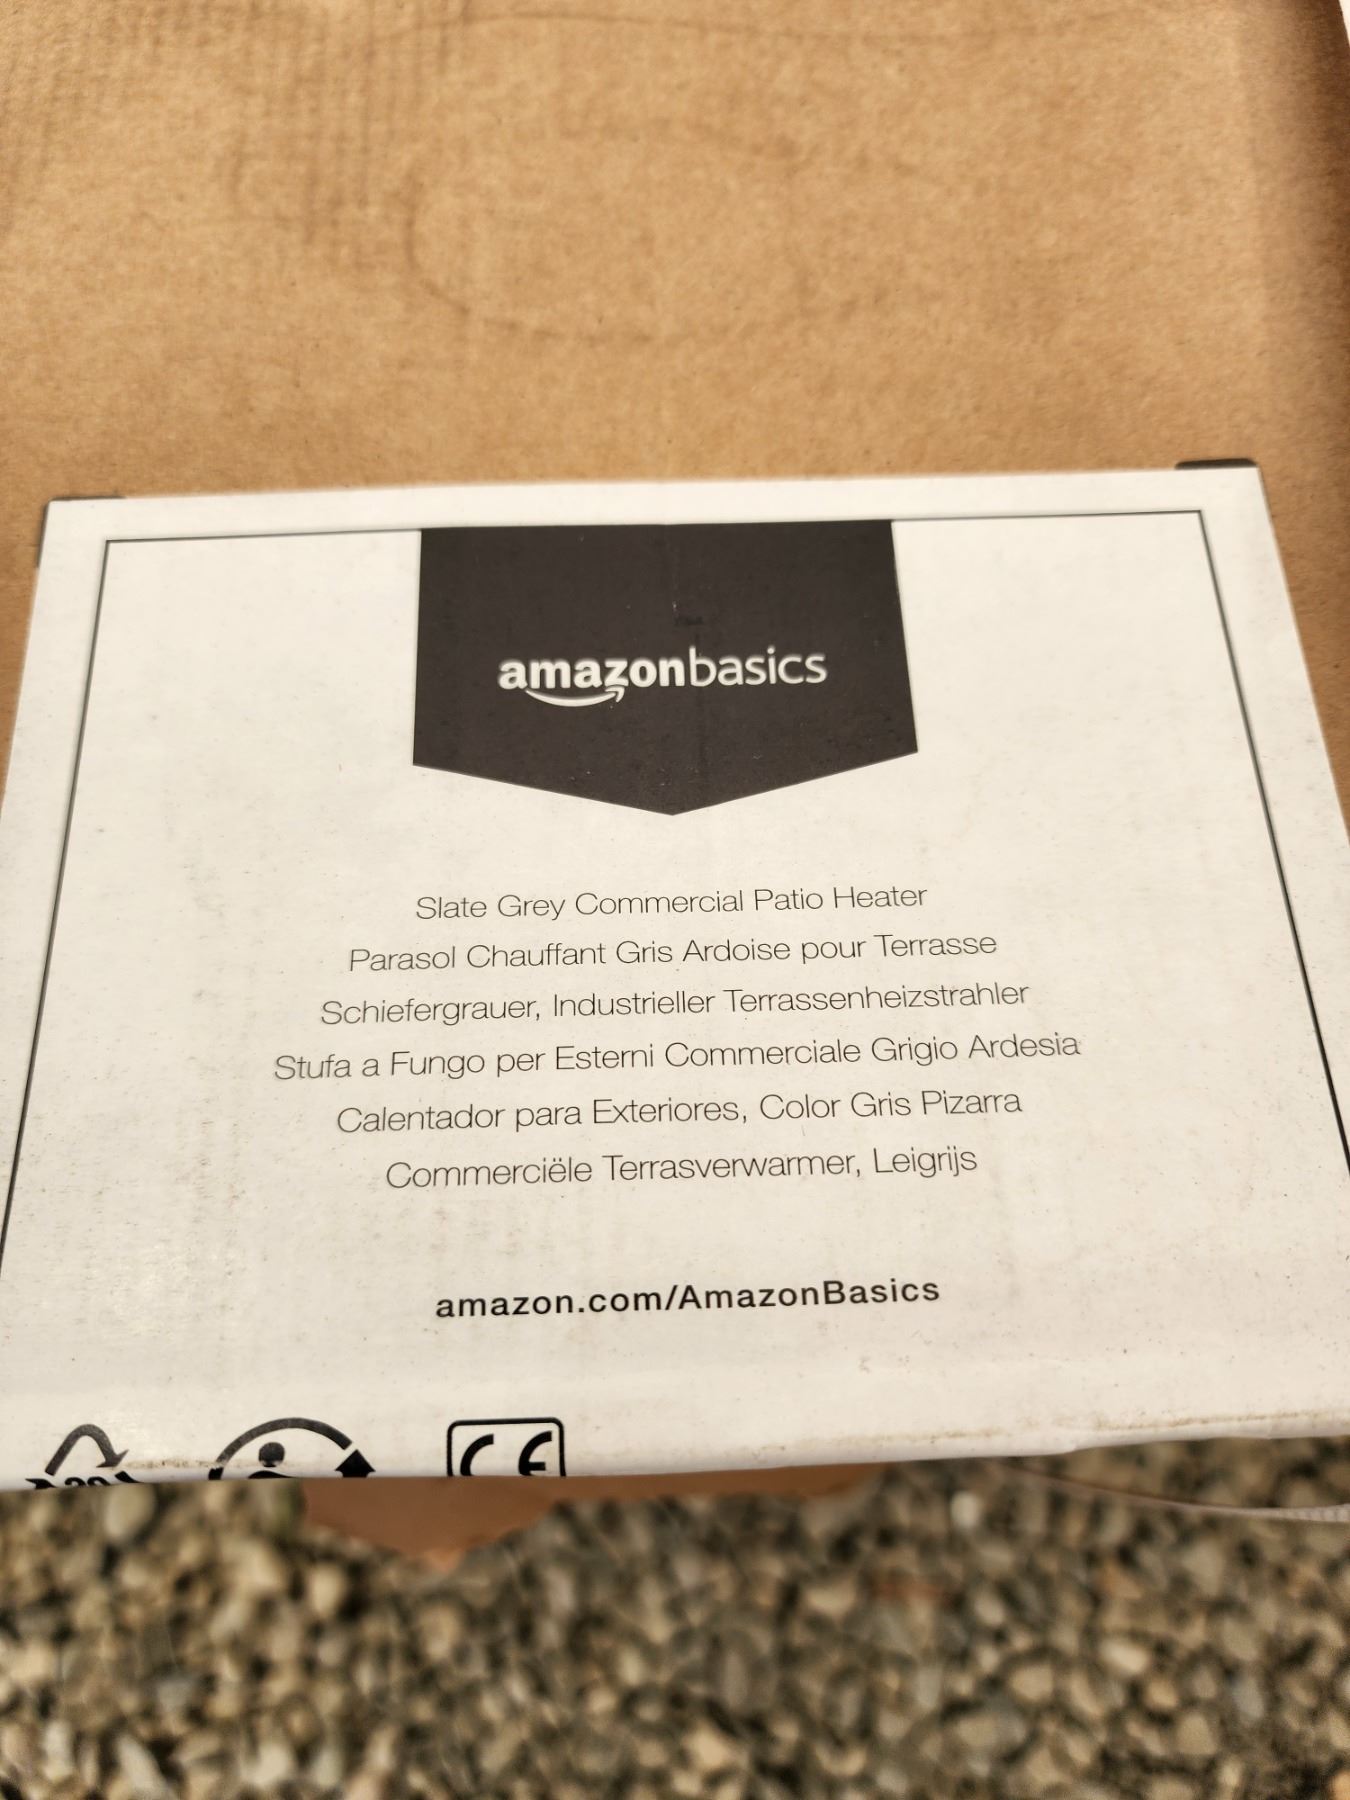 amazonbasics
Slate Grey Commercial Patio Heater
Parasol Chauffant Gris Ardoise pour Terrasse
Schiefergrauer, Industrieller Terrassenheizstrahler
Stufa a Fungo per Esterni Commerciale Grigio Ardesia
Calentador para Exteriores, Color Gris Pizarra
Commerciële Terrasverwarmer, Leigrijs
amazon.com/AmazonBasics
CE